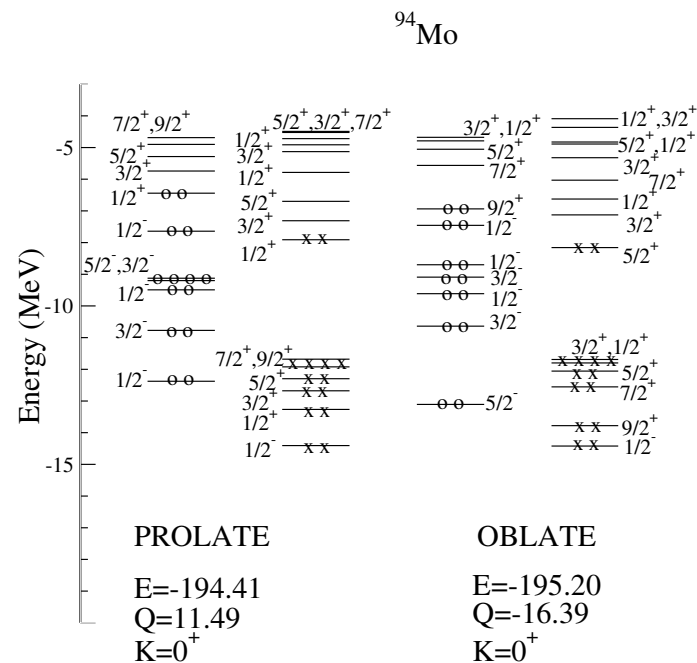 ⁹⁴Mo
Energy (MeV)
-5
-10
-15
7/2⁺,9/2⁺
5/2⁺
3/2⁺
1/2⁺
o o
1/2⁻
o o
5/2⁻,3/2⁻
o o o o
1/2⁻
o o
3/2⁻
o o
1/2⁻
o o
5/2⁺,3/2⁺,7/2⁺
1/2⁺
3/2⁺
1/2⁺
5/2⁺
3/2⁺
1/2⁺
x x
7/2⁺,9/2⁺
x x x x
5/2⁺
x x
3/2⁺
x x
1/2⁺
x x
1/2⁻
x x
3/2⁺,1/2⁺
5/2⁺
7/2⁺
o o
9/2⁺
o o
1/2⁻
o o
1/2⁻
o o
3/2⁻
o o
1/2⁻
o o
3/2⁻
o o
5/2⁻
1/2⁺,3/2⁺
5/2⁺,1/2⁺
3/2⁺
7/2⁺
1/2⁺
3/2⁺
x x
5/2⁺
3/2⁺,1/2⁺
x x x x
x x
5/2⁺
x x
7/2⁺
x x
9/2⁺
x x
1/2⁻
PROLATE
E=-194.41
Q=11.49
K=0⁺
OBLATE
E=-195.20
Q=-16.39
K=0⁺